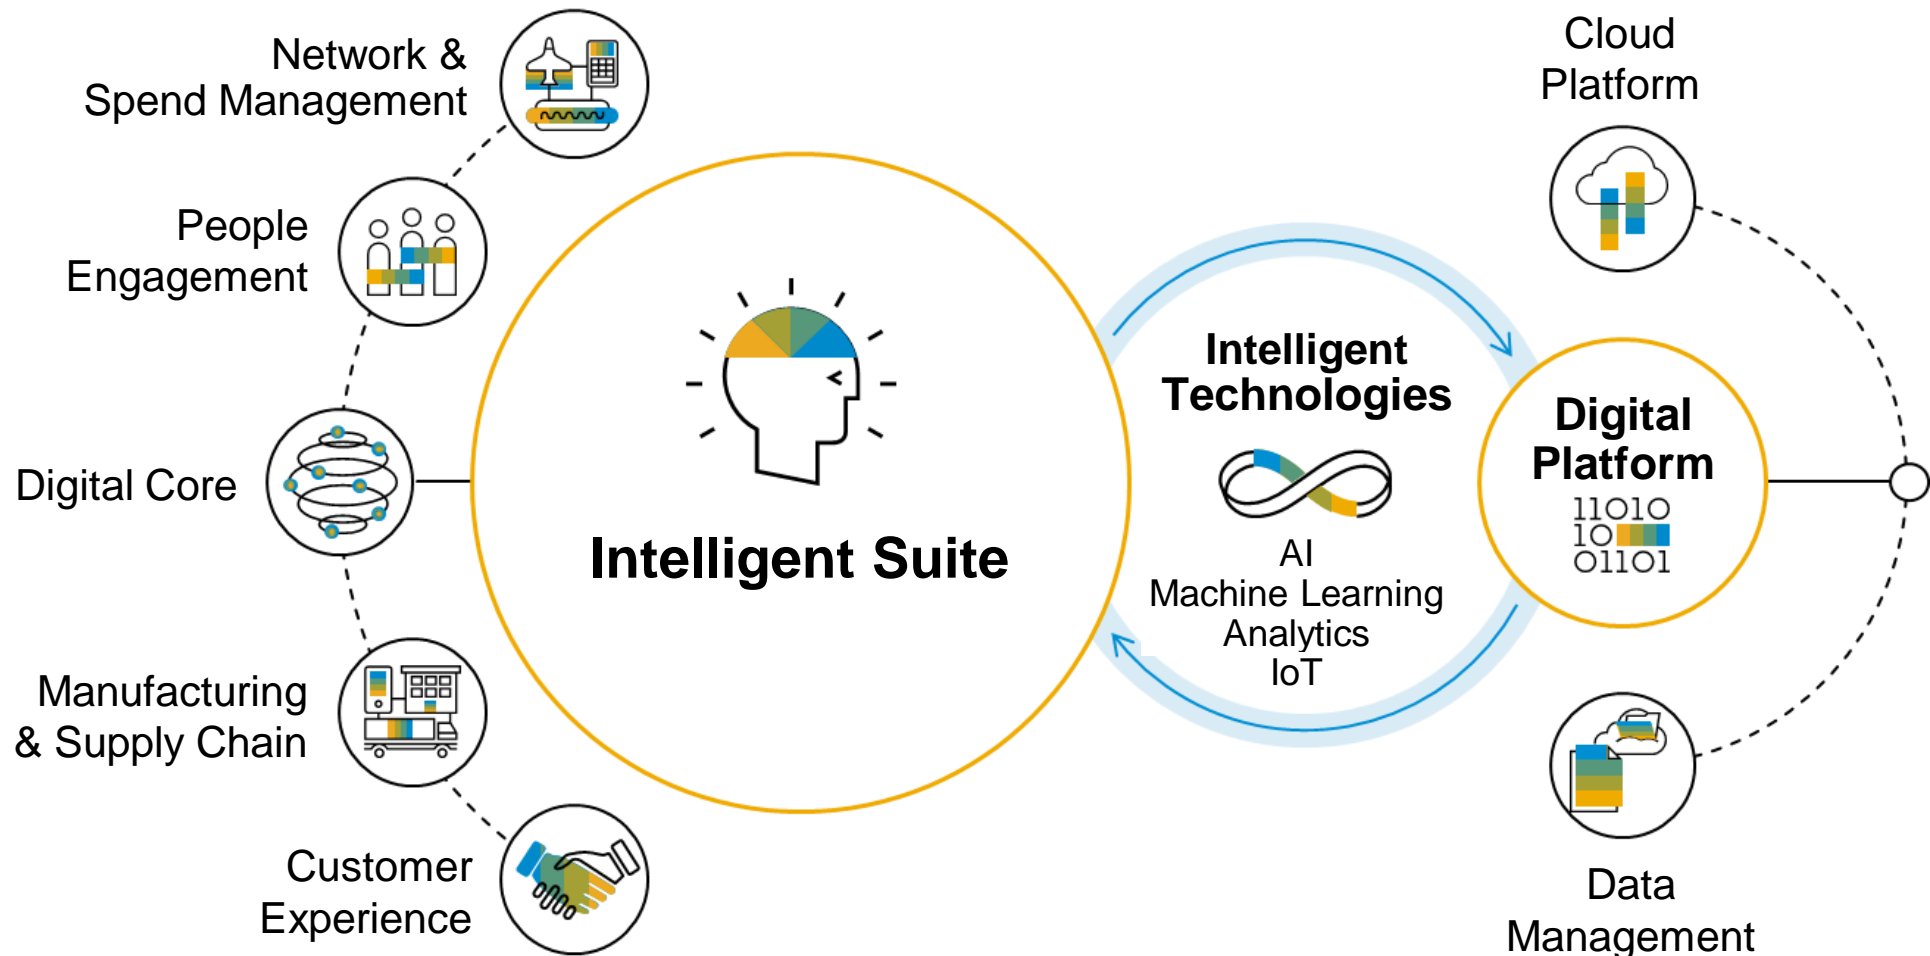 Network &
Spend Management
People
Engagement
Digital Core
Manufacturing
& Supply Chain
Customer
Experience
Intelligent Suite
Intelligent
Technologies
AI
Machine Learning
Analytics
IoT
Cloud
Platform
Digital
Platform
11010
10
01101
Data
Management